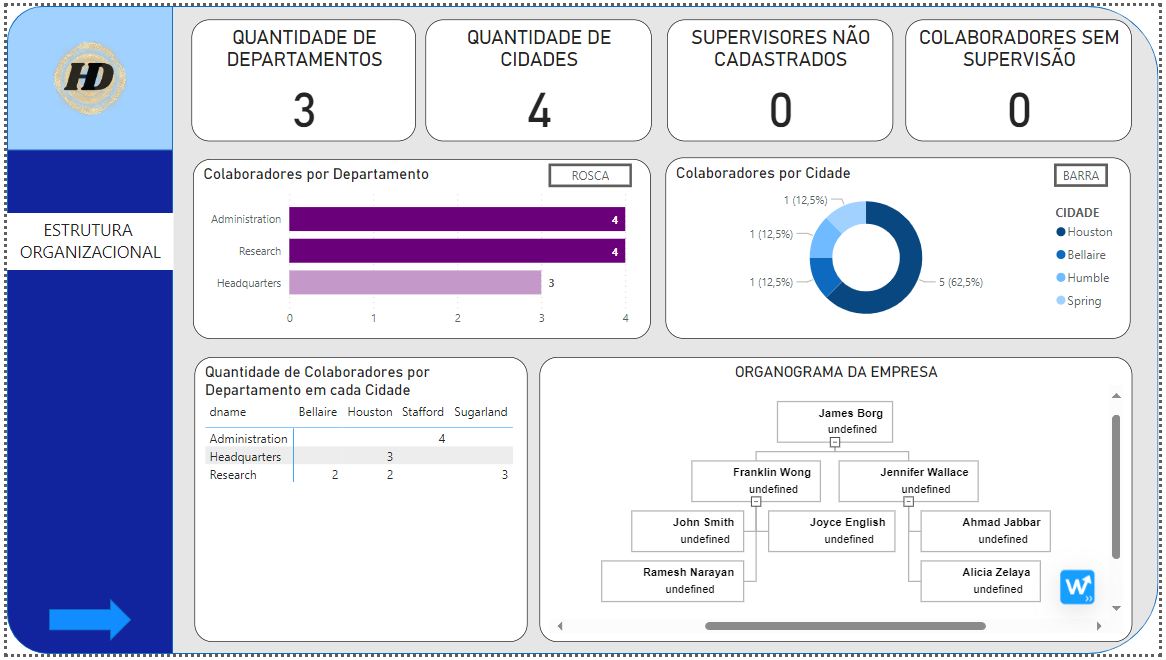 HD
ESTRUTURA
ORGANIZACIONAL
QUANTIDADE DE
DEPARTAMENTOS
3
QUANTIDADE DE
CIDADES
4
SUPERVISORES NÃO
CADASTRADOS
0
COLABORADORES SEM
SUPERVISÃO
0
Colaboradores por Departamento
ROSCA
Administration 4
Research 4
Headquarters 3
0 1 2 3 4
Colaboradores por Cidade
BARRA
1 (12,5%)
1 (12,5%)
1 (12,5%)
5 (62,5%)
CIDADE
Houston
Bellaire
Humble
Spring
Quantidade de Colaboradores por
Departamento em cada Cidade
dname Bellaire Houston Stafford Sugarland
Administration 4
Headquarters 3
Research 2 2 3
ORGANOGRAMA DA EMPRESA
James Borg
undefined
Franklin Wong
undefined
Jennifer Wallace
undefined
John Smith
undefined
Joyce English
undefined
Ahmad Jabbar
undefined
Ramesh Narayan
undefined
Alicia Zelaya
undefined
W